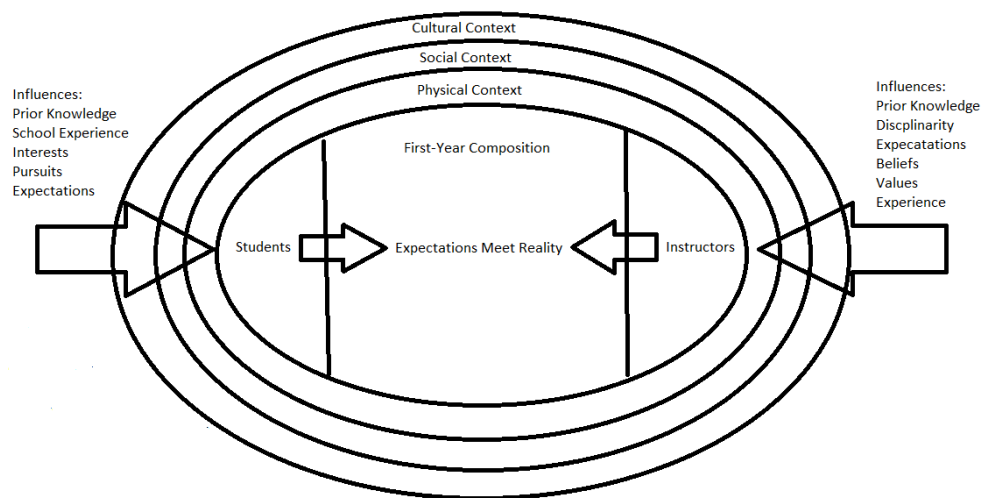 Cultural Context
Social Context
Physical Context
First-Year Composition
Influences:
Prior Knowledge
School Experience
Interests
Pursuits
Expectations
Students
Expectations Meet Reality
Instructors
Influences:
Prior Knowledge
Discplinarity
Expecatations
Beliefs
Values
Experience